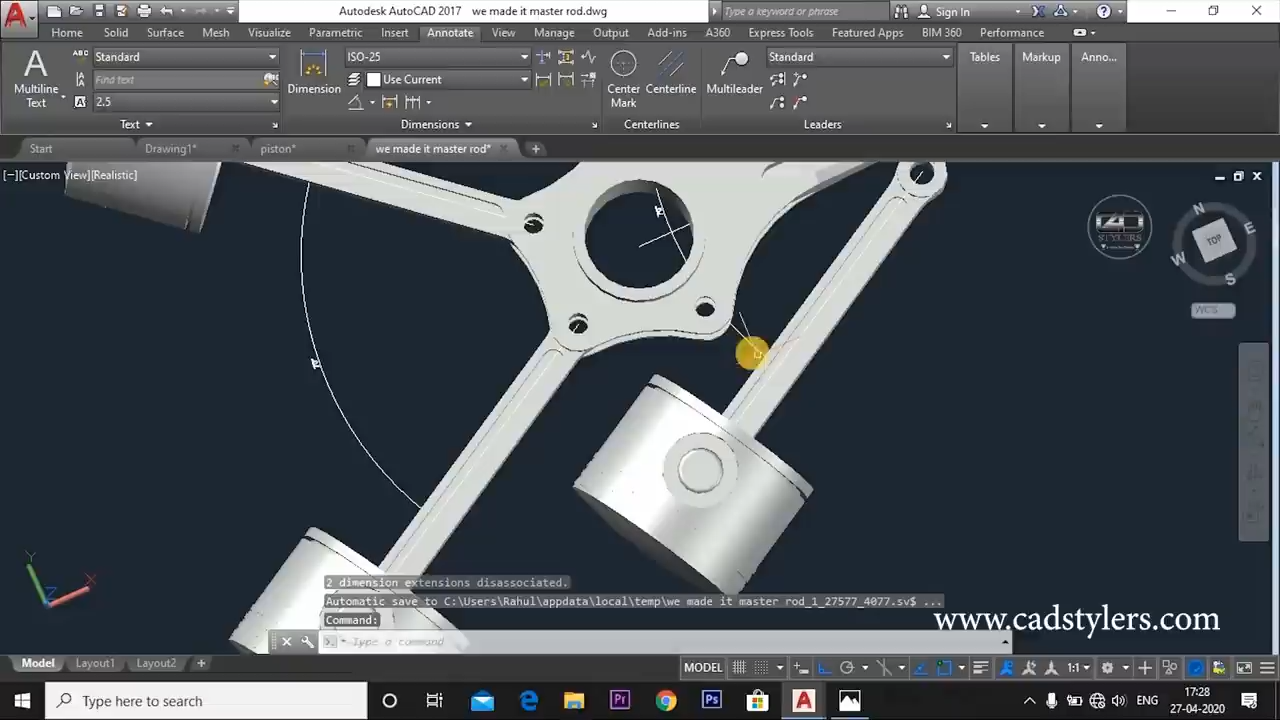 Autodesk AutoCAD 2017 we made it master rod.dwg
Type a keyword or phrase
Sign In
Home Solid Surface Mesh Visualize Parametric Insert Annotate View Manage Output Add-ins A360 Express Tools Featured Apps BIM 360 Performance
Multiline
Text
Standard
Find text
2.5
Text
Dimension
ISO-25
Use Current
Dimensions
Center
Mark
Centerline
Centerlines
Multileader
Standard
Leaders
Tables
Markup
Anno...
Start
Drawing1*
piston*
we made it master rod*
[−][Custom View][Realistic]
STYLERS
N
E
S
W
TOP
WCS
Y
X
Z
2 dimension extensions disassociated.
Automatic save to C:\Users\Rahul\appdata\local\temp\we made it master rod_1_27577_4077.sv$ ...
Command:
Type a command
www.cadstylers.com
Model Layout1 Layout2
MODEL
1:1
Type here to search
Pr
Ps
A
ENG
17:28
27-04-2020